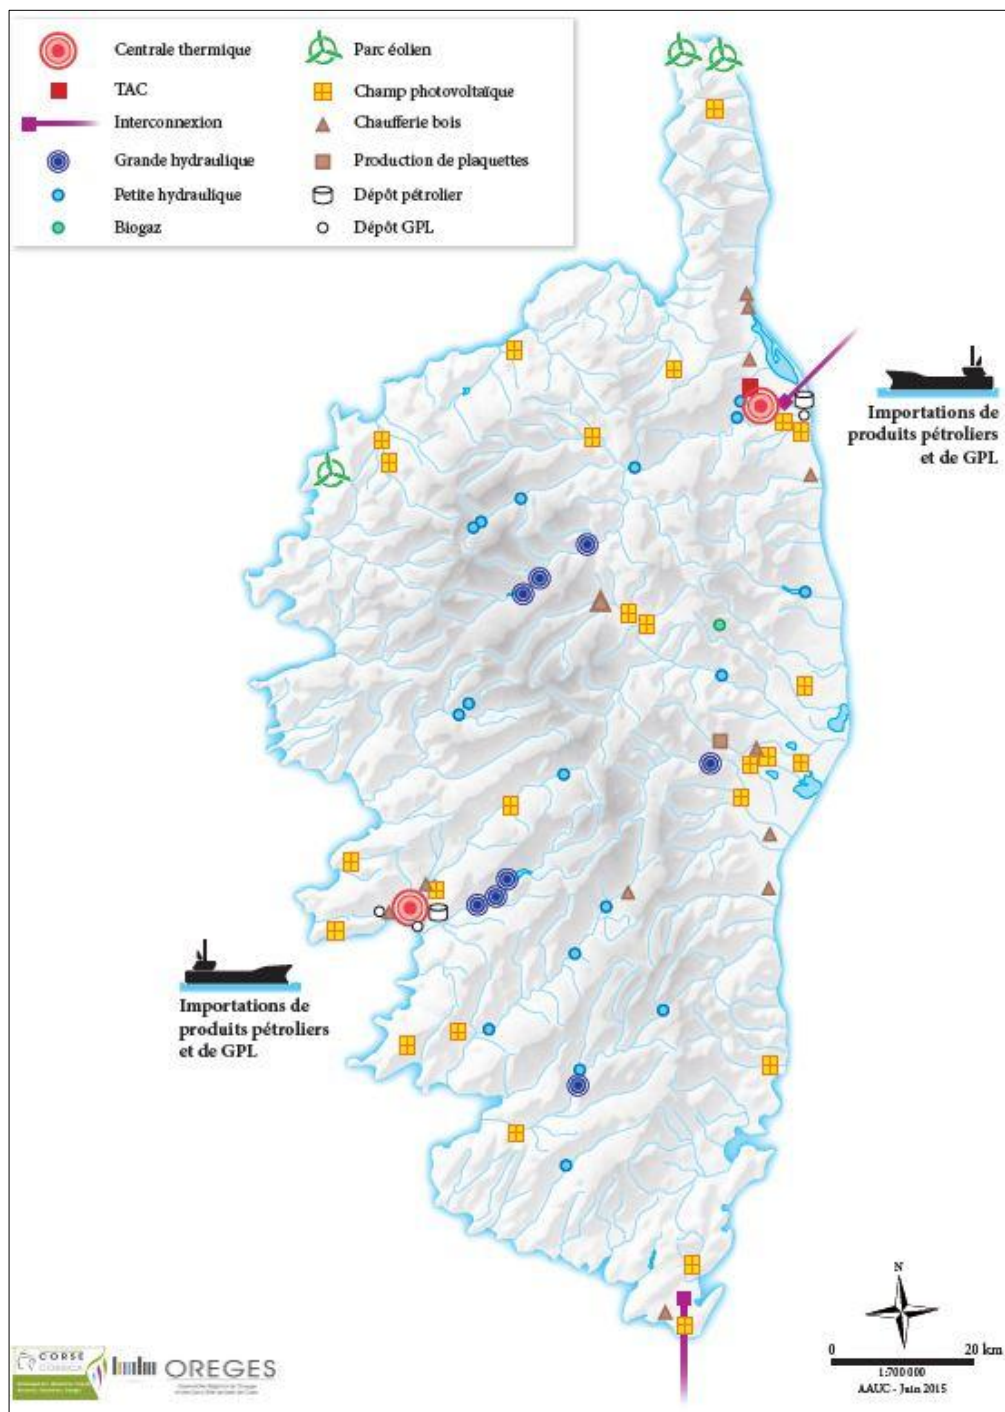 Centrale thermique
TAC
Interconnexion
Grande hydraulique
Petite hydraulique
Biogaz
Parc éolien
Champ photovoltaïque
Chaufferie bois
Production de plaquettes
Dépôt pétrolier
Dépôt GPL
Importations de
produits pétroliers
et de GPL
Importations de
produits pétroliers
et de GPL
N
0 20 km
1:700 000
AAUC - Juin 2015
CORSE
OREGES